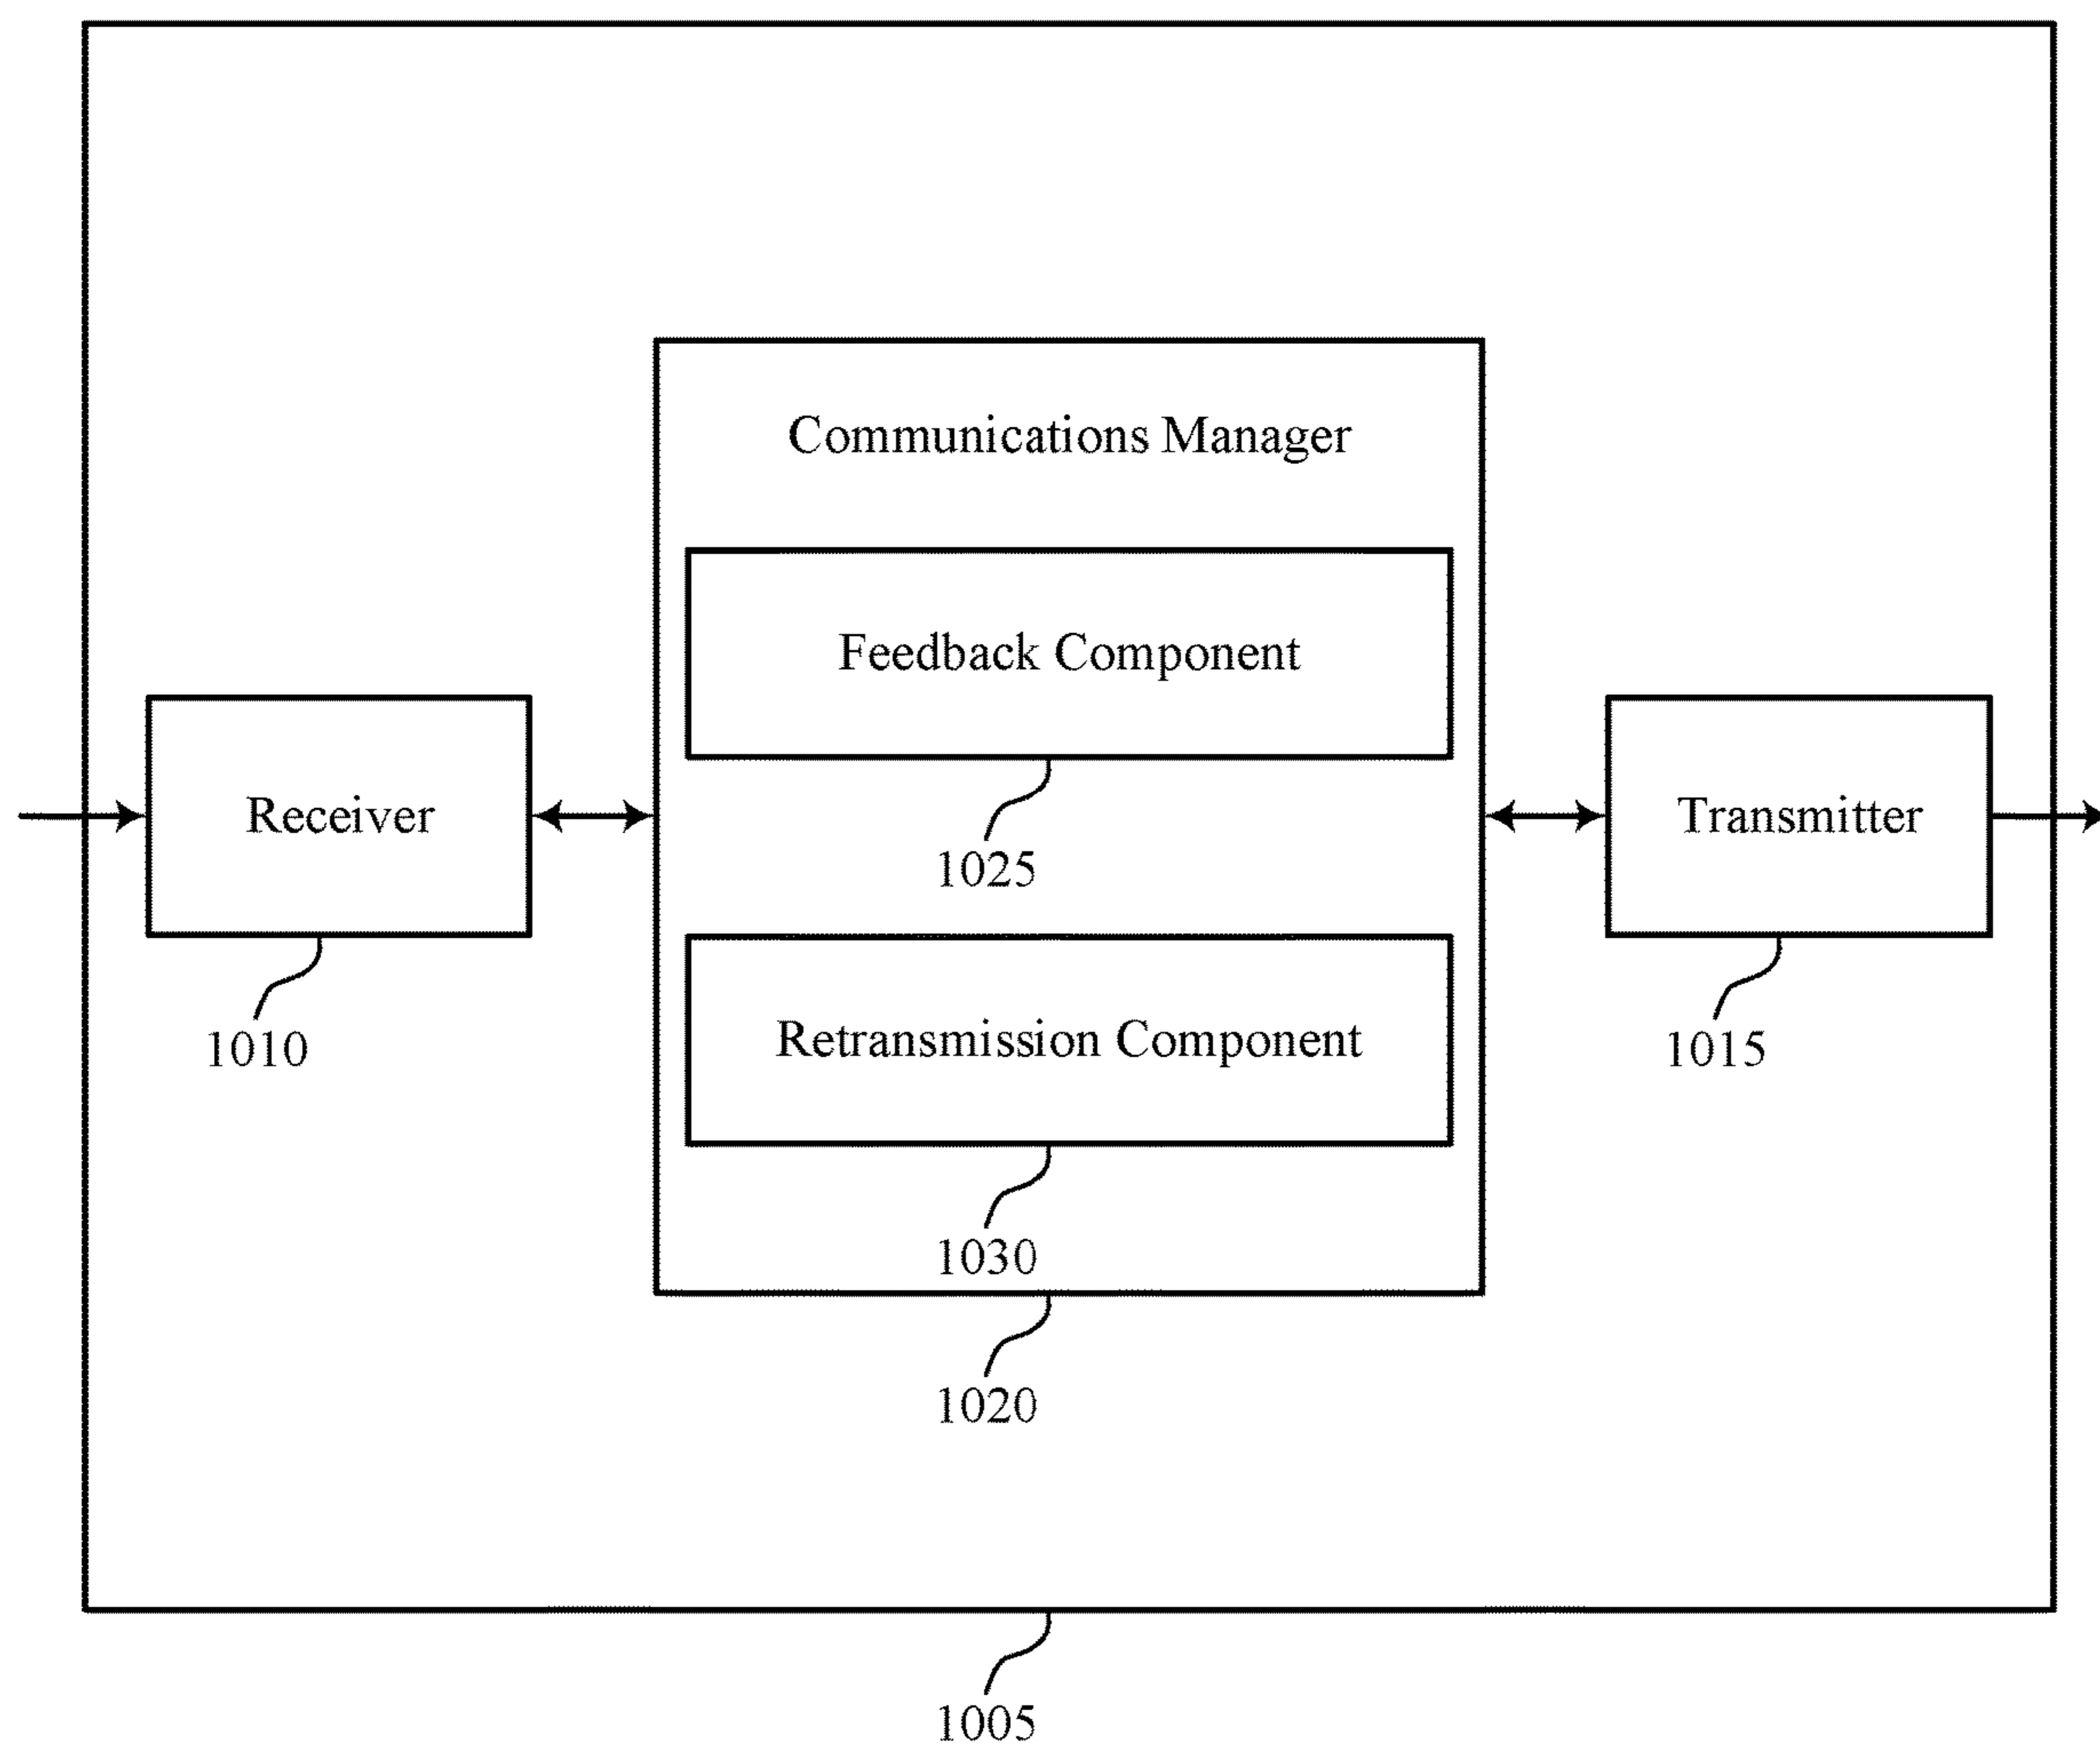 Communications Manager
Feedback Component
Receiver
Transmitter
1025
Retransmission Component
1010
1015
1030
1020
1005